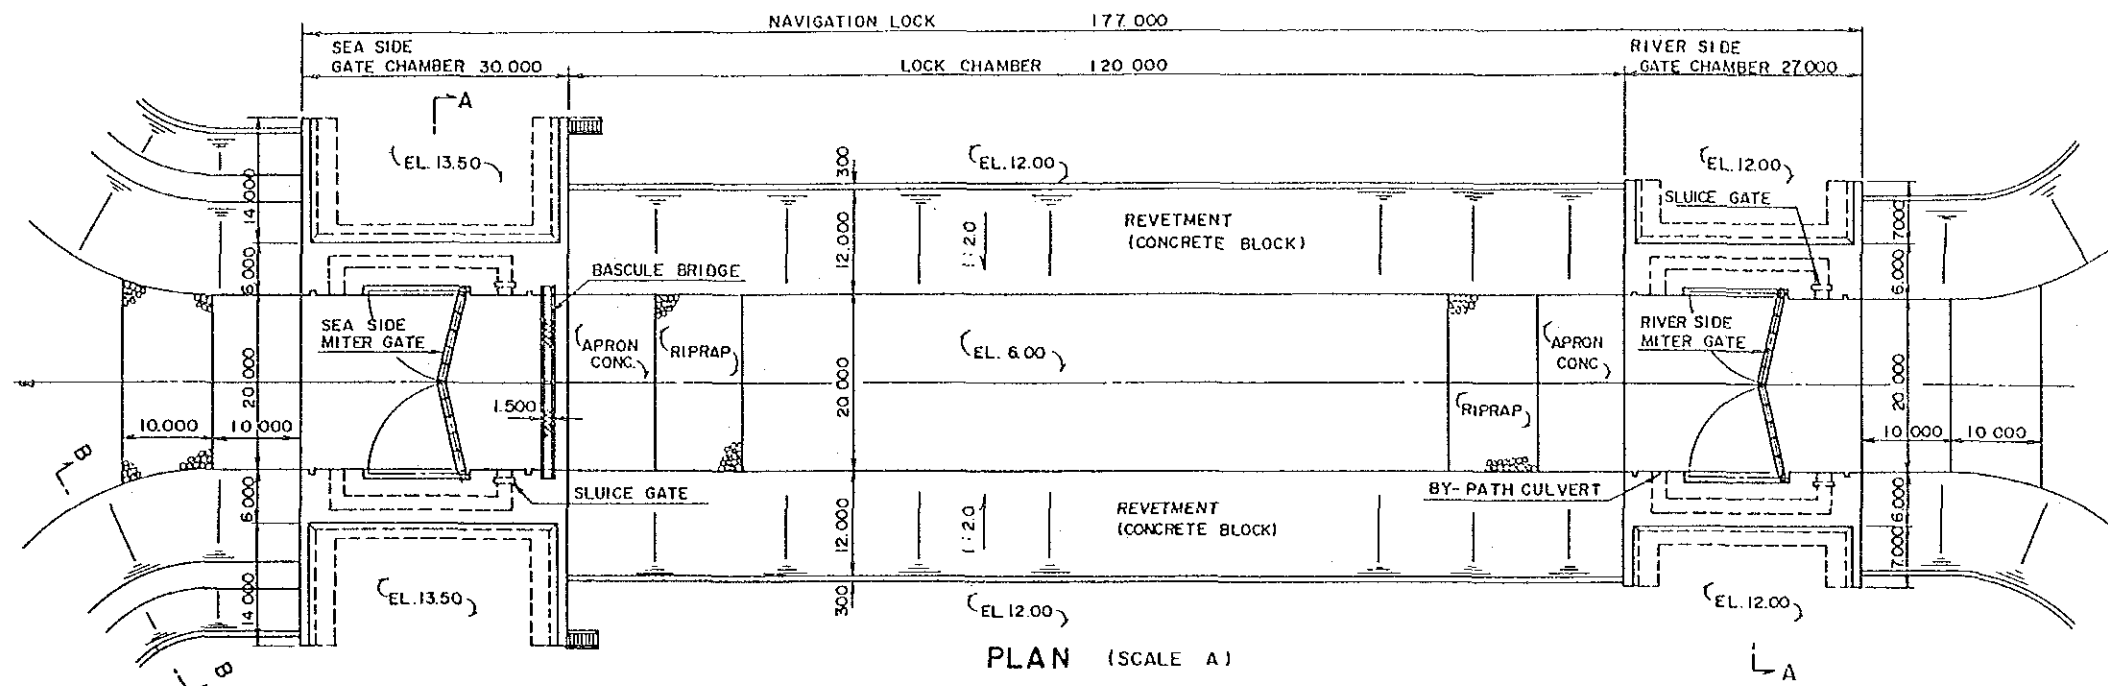 NAVIGATION LOCK 177.000
SEA SIDE
GATE CHAMBER 30.000
LOCK CHAMBER 120.000
RIVER SIDE
GATE CHAMBER 27.000
A
EL. 13.50
EL. 12.00
EL. 12.00
300
14.000
SLUICE GATE
7.000
REVETMENT
(CONCRETE BLOCK)
1:2.0
12.000
6.000
6.000
BASCULE BRIDGE
SEA SIDE
MITER GATE
APRON
CONC.
RIPRAP
EL. 6.00
APRON
CONC
RIVER SIDE
MITER GATE
20.000
20.000
20.000
1.500
RIPRAP
10.000
10.000
10.000
10.000
B
SLUICE GATE
BY-PATH CULVERT
6.000
6.000
12.000
1:2.0
REVETMENT
(CONCRETE BLOCK)
7.000
14.000
EL. 13.50
300
EL. 12.00
EL. 12.00
B
PLAN (SCALE A)
A